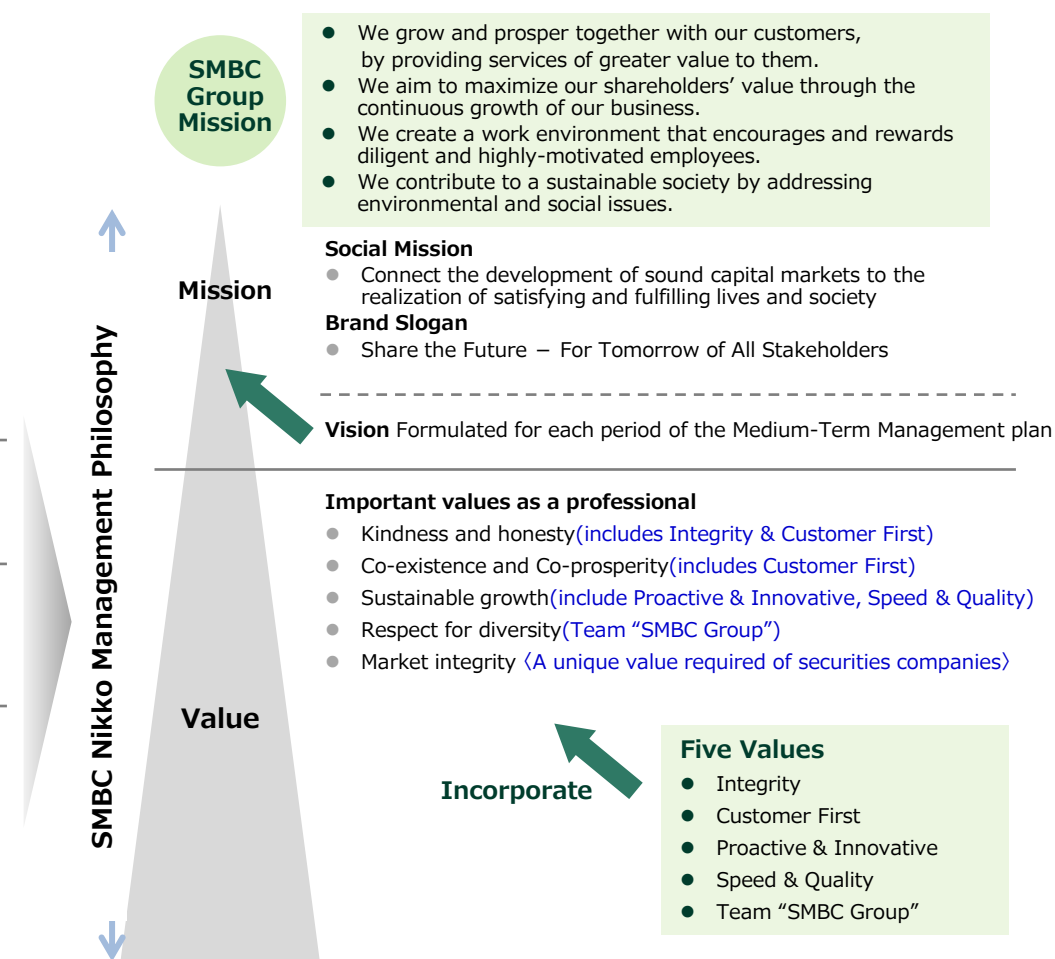 SMBC
Group
Mission
● We grow and prosper together with our customers,
by providing services of greater value to them.
● We aim to maximize our shareholders’ value through the
continuous growth of our business.
● We create a work environment that encourages and rewards
diligent and highly-motivated employees.
● We contribute to a sustainable society by addressing
environmental and social issues.
SMBC Nikko Management Philosophy
Mission
Social Mission
● Connect the development of sound capital markets to the
realization of satisfying and fulfilling lives and society
Brand Slogan
● Share the Future － For Tomorrow of All Stakeholders
Vision Formulated for each period of the Medium-Term Management plan
Value
Important values as a professional
● Kindness and honesty(includes Integrity & Customer First)
● Co-existence and Co-prosperity(includes Customer First)
● Sustainable growth(include Proactive & Innovative, Speed & Quality)
● Respect for diversity(Team “SMBC Group”)
● Market integrity〈A unique value required of securities companies〉
Incorporate
Five Values
● Integrity
● Customer First
● Proactive & Innovative
● Speed & Quality
● Team “SMBC Group”